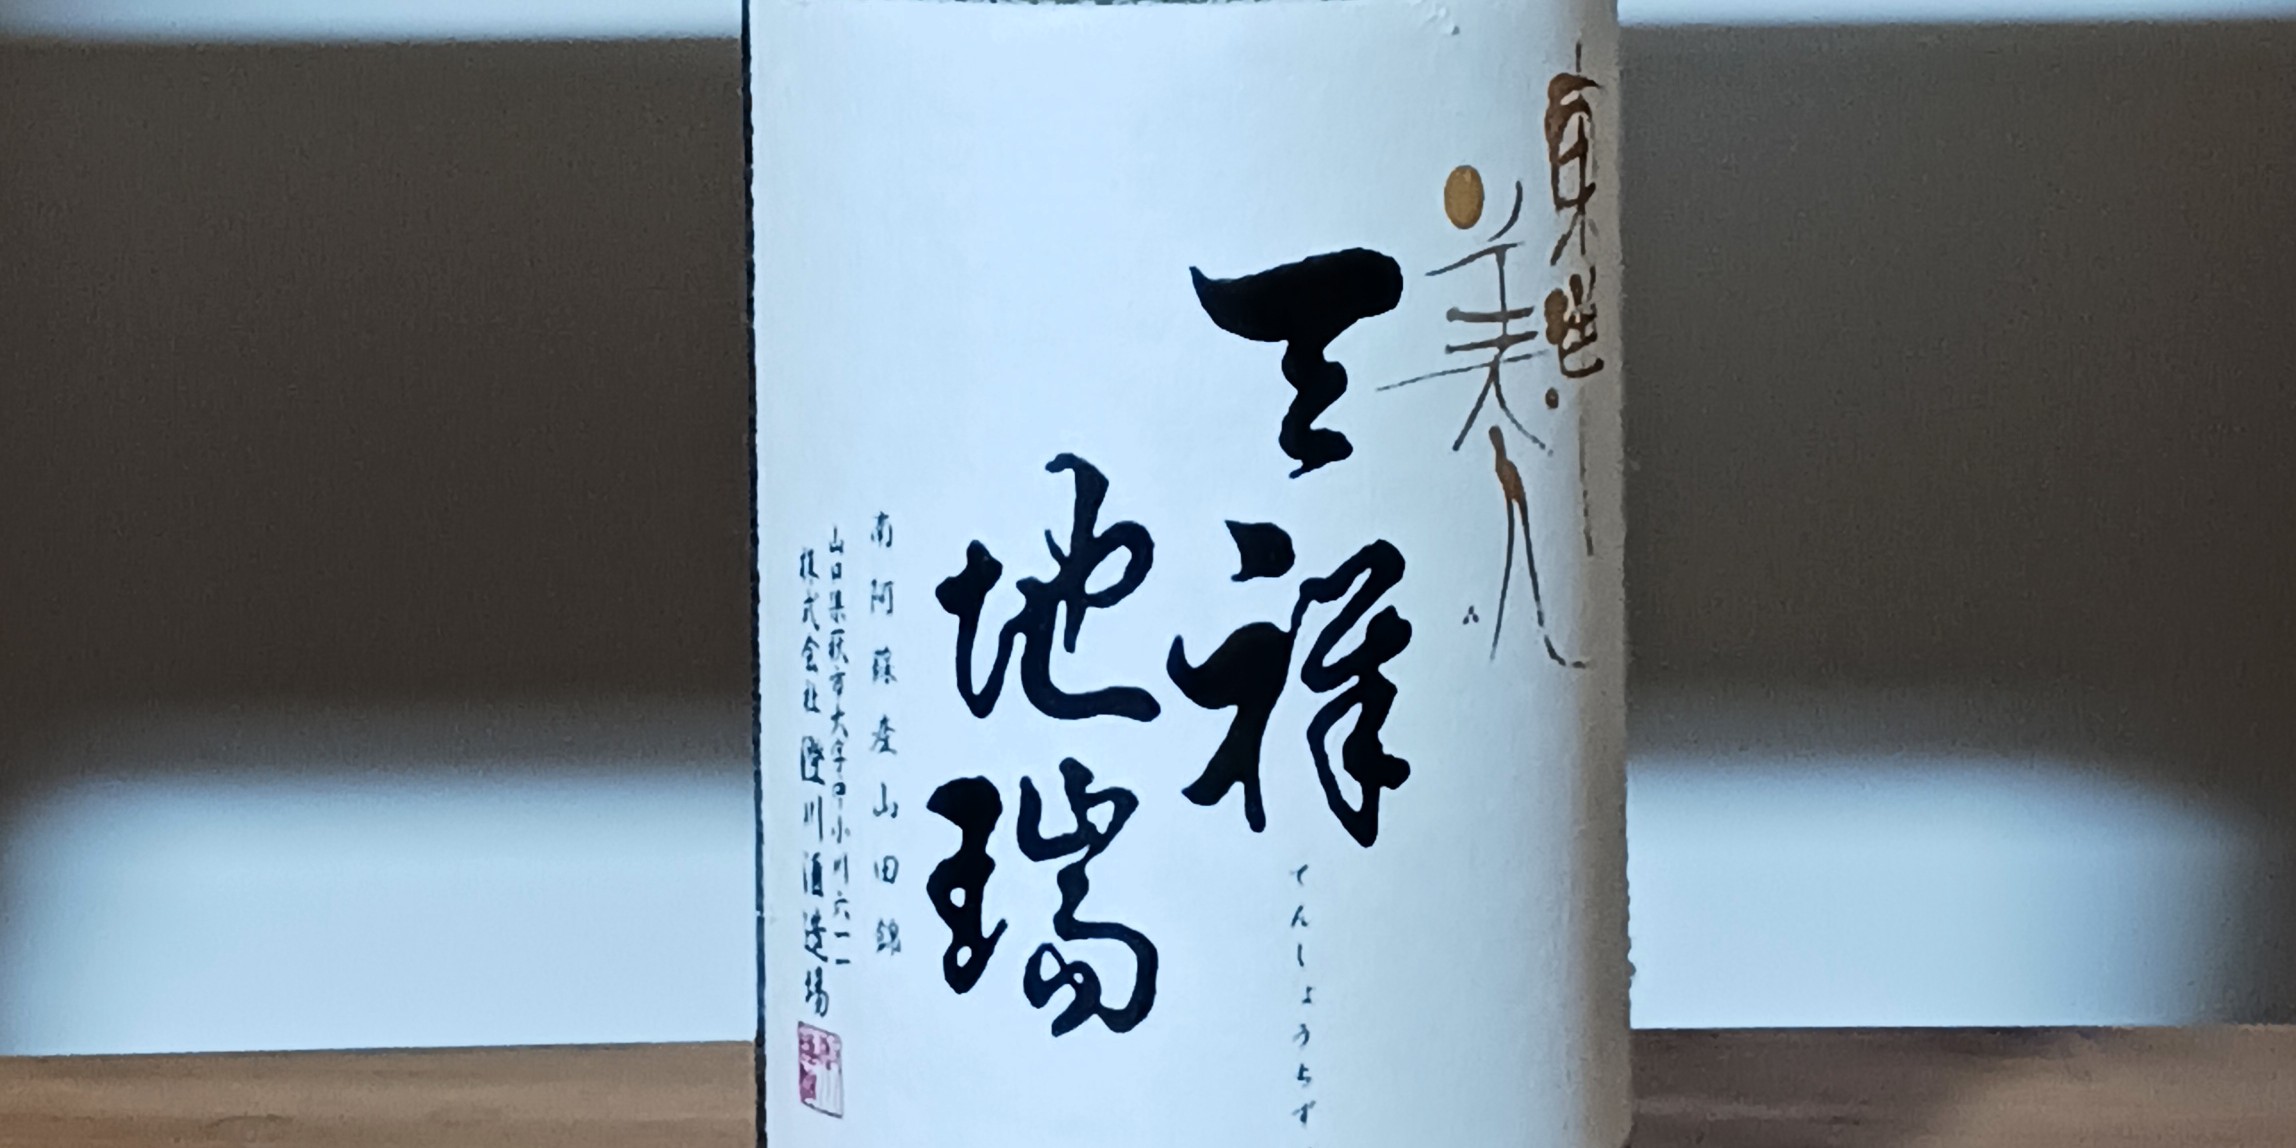 東洋
美人
天祥
地瑞
てんしょうちず
南阿蘇産山田錦
山口県萩市大字中小川六一一
株式会社澄川酒造場